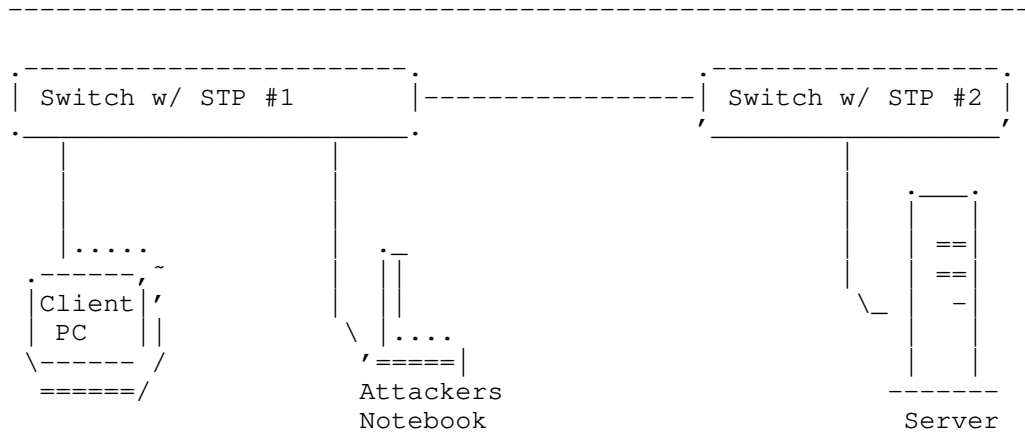 Switch w/ STP #1
Switch w/ STP #2
Client
PC
Attackers
Notebook
Server